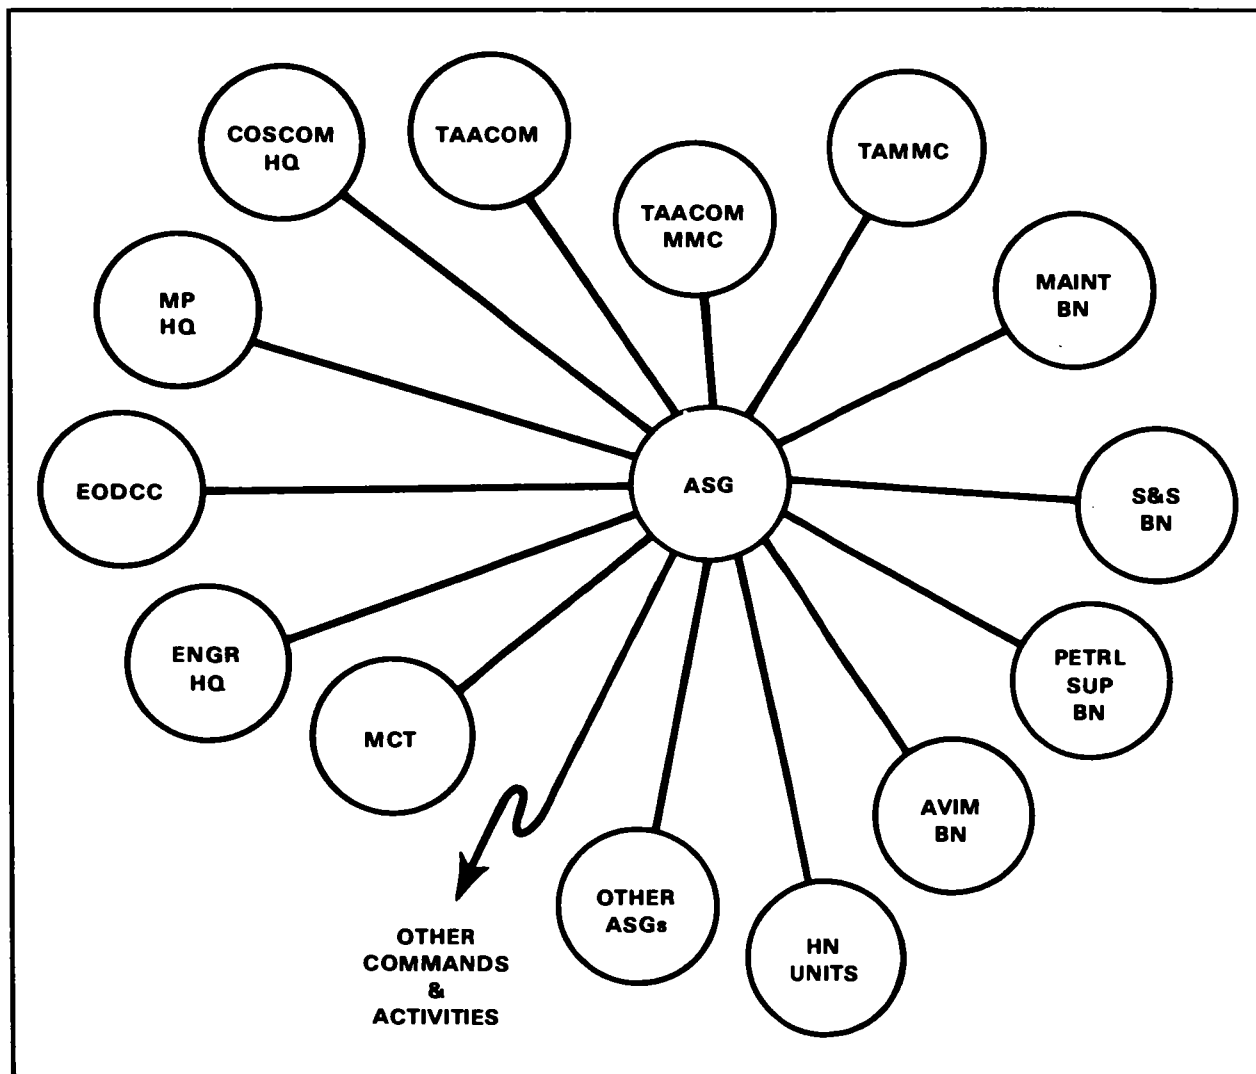 COSCOM
HQ
TAACOM
TAACOM
MMC
TAMMC
MAINT
BN
MP
HQ
EODCC
ASG
S&S
BN
ENGR
HQ
MCT
PETRL
SUP
BN
AVIM
BN
OTHER
ASGs
HN
UNITS
OTHER
COMMANDS
&
ACTIVITIES